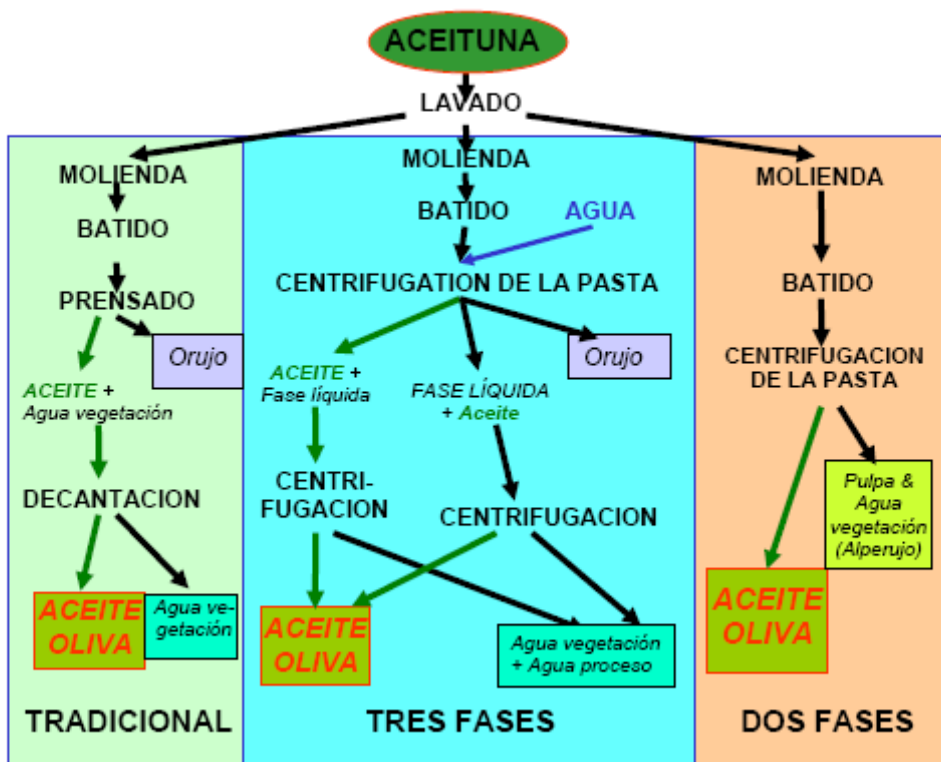 ACEITUNA
LAVADO
MOLIENDA
BATIDO
PRENSADO
Orujo
ACEITE +
Agua vegetación
DECANTACION
ACEITE
OLIVA
Agua ve-
getación
TRADICIONAL
MOLIENDA
BATIDO
AGUA
CENTRIFUGATION DE LA PASTA
Orujo
ACEITE +
Fase líquida
FASE LÍQUIDA
+ Aceite
CENTRI-
FUGACION
CENTRIFUGACION
ACEITE
OLIVA
Agua vegetación
+ Agua proceso
TRES FASES
MOLIENDA
BATIDO
CENTRIFUGACION
DE LA PASTA
Pulpa &
Agua
vegetación
(Alperujo)
ACEITE
OLIVA
DOS FASES